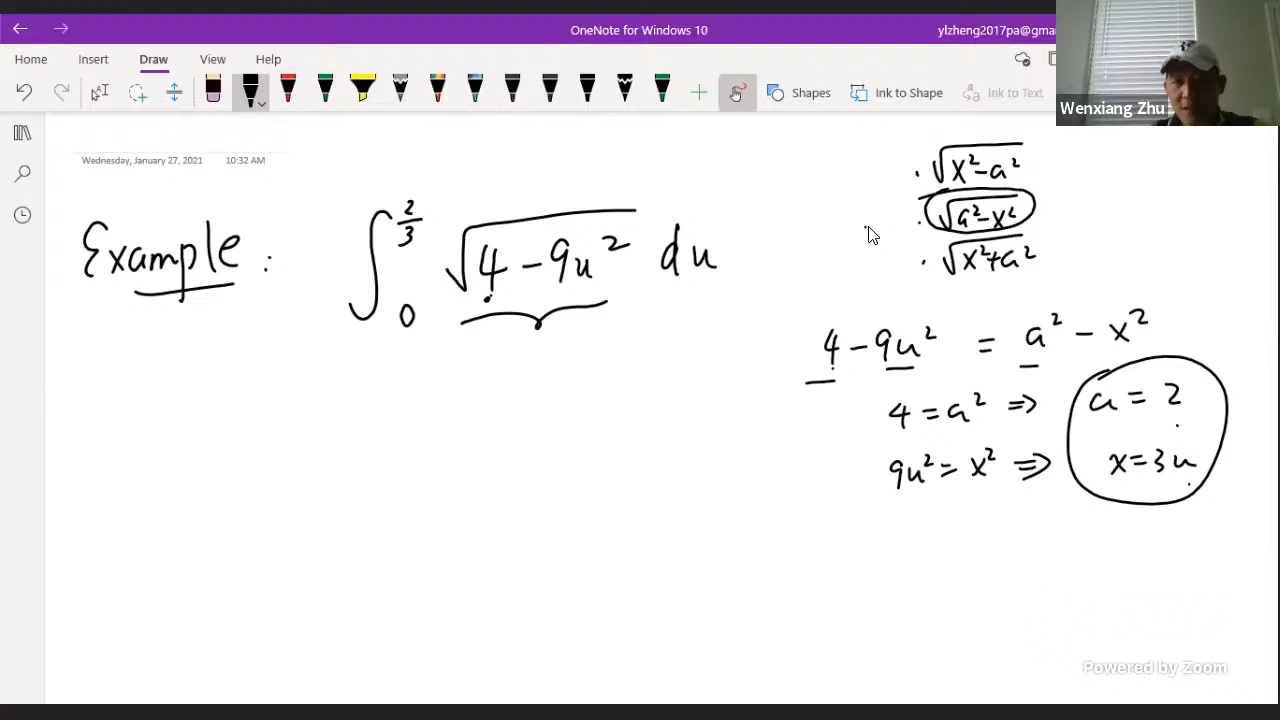 OneNote for Windows 10
ylzheng2017pa@gma
Home Insert Draw View Help
Shapes Ink to Shape Ink to Text
Wenxiang Zhu
Wednesday, January 27, 2021 10:32 AM
· √(x² − a²)
· √(a² − x²)
· √(x² + a²)
Example : ∫₀^(2/3) √(4 − 9u²) du
4 − 9u² = a² − x²
4 = a² ⇒ a = 2
9u² = x² ⇒ x = 3u
Powered by Zoom